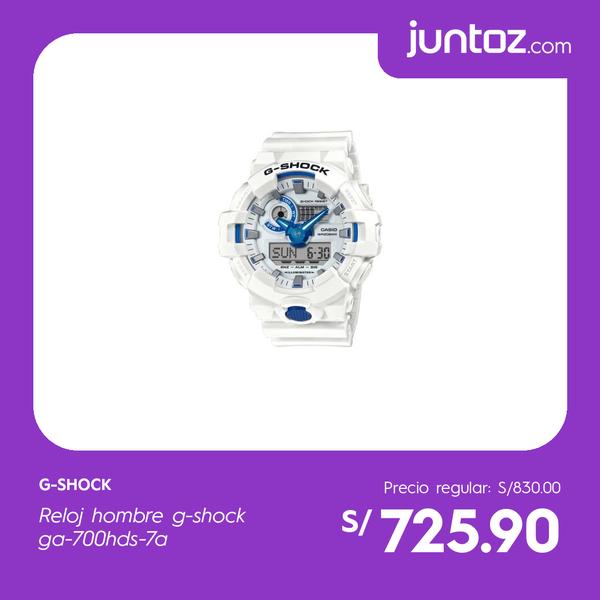 juntoz.com
G-SHOCK
SHOCK RESIST
CASIO
SUN 6-30
G-SHOCK
Reloj hombre g-shock
ga-700hds-7a
Precio regular: S/830.00
S/725.90